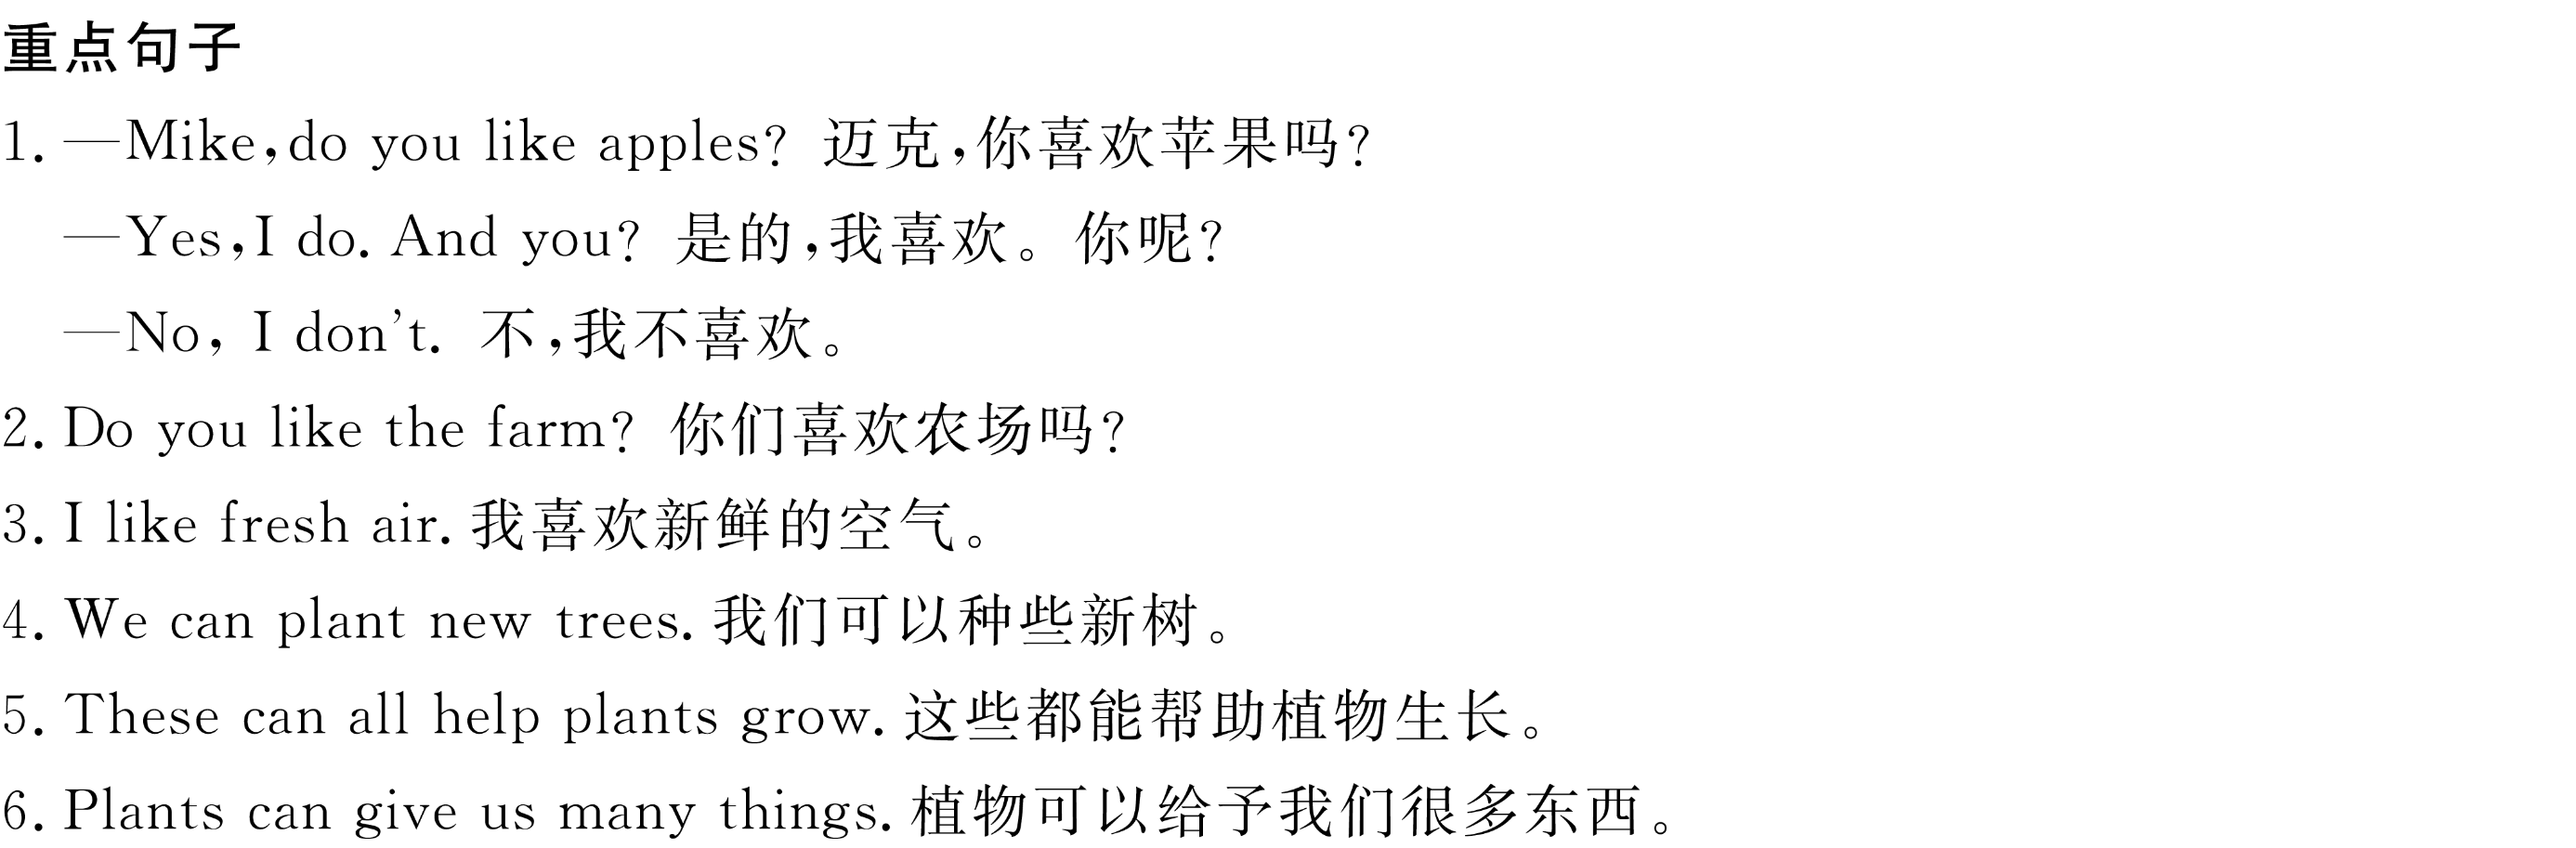 重点句子
1. —Mike,do you like apples? 迈克,你喜欢苹果吗?
—Yes,I do. And you? 是的,我喜欢。你呢?
—No, I don't. 不,我不喜欢。
2. Do you like the farm? 你们喜欢农场吗?
3. I like fresh air. 我喜欢新鲜的空气。
4. We can plant new trees. 我们可以种些新树。
5. These can all help plants grow. 这些都能帮助植物生长。
6. Plants can give us many things. 植物可以给予我们很多东西。